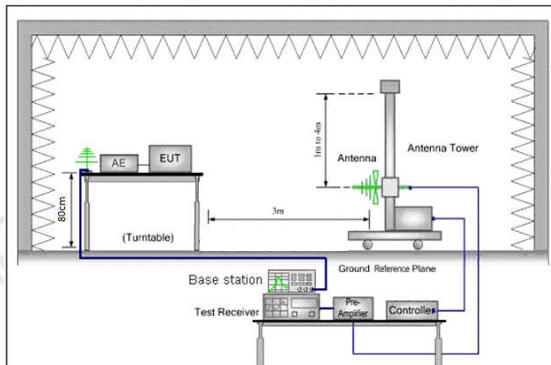 1m to 4m
Antenna Tower
Antenna
AE
EUT
80cm
3m
(Turntable)
Ground Reference Plane
Base station
Test Receiver
Pre-
Amplifier
Controller